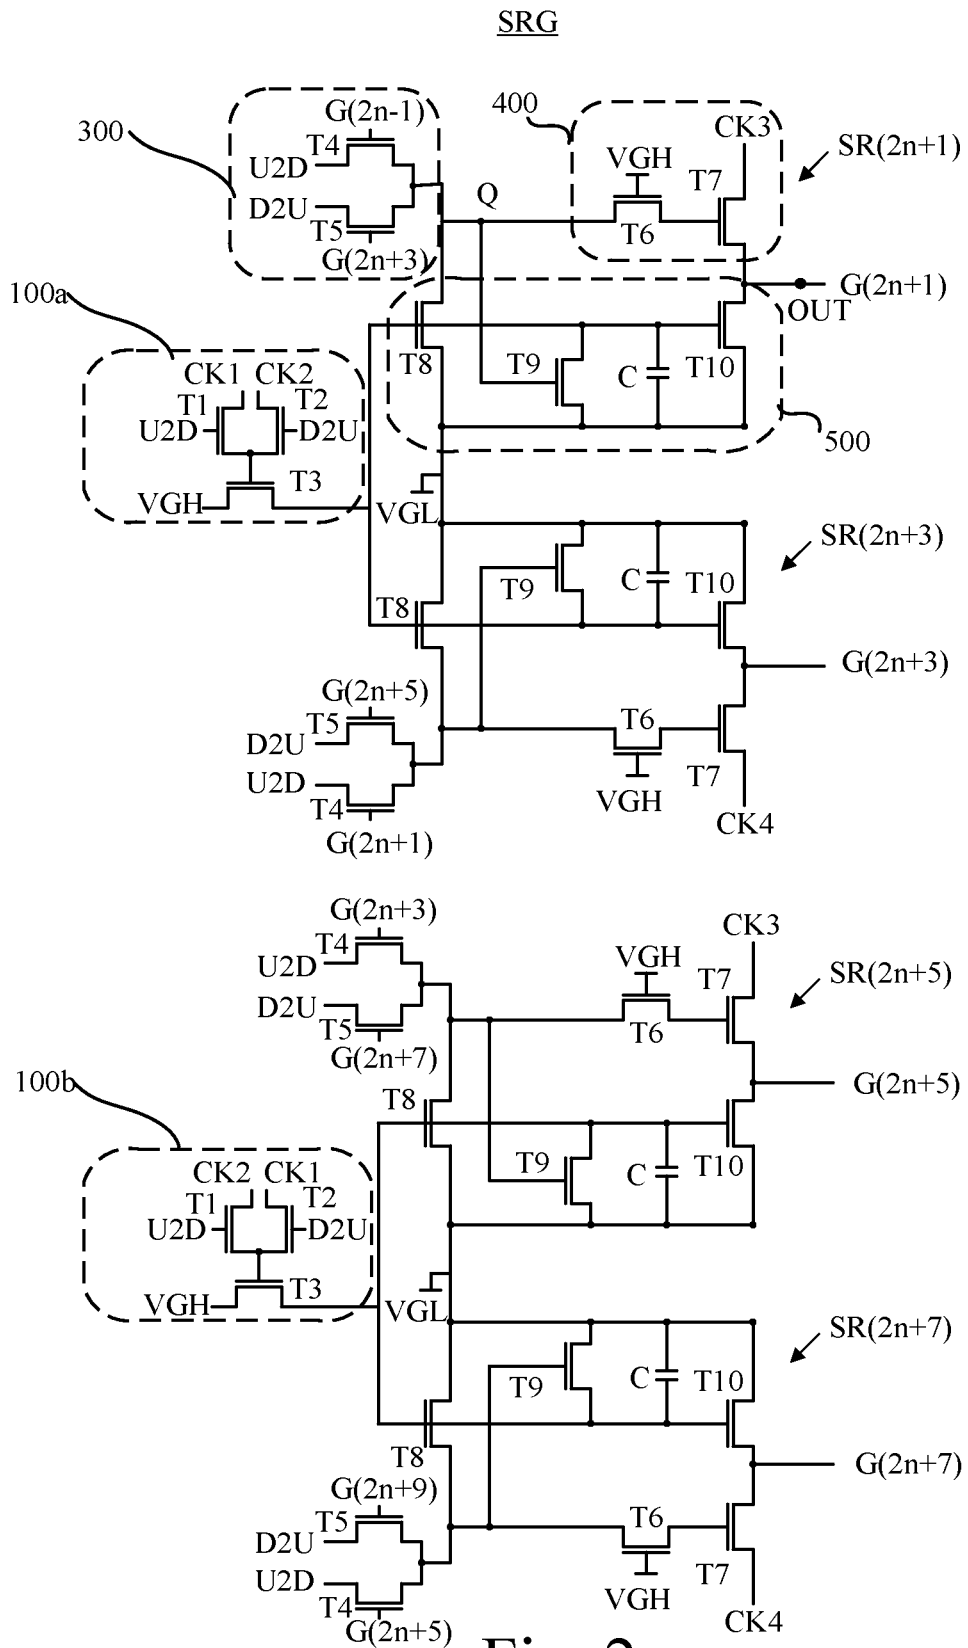 SRG
G(2n-1)
400
CK3
300
T4
VGH
T7
SR(2n+1)
U2D
Q
D2U
T5
T6
G(2n+3)
G(2n+1)
100a
OUT
T8
T9
C
T10
CK1 CK2
T1 T2
U2D D2U
500
T3
VGH
VGL
SR(2n+3)
T9
C
T10
T8
G(2n+3)
G(2n+5)
T5
T6
D2U
U2D
T7
T4
VGH
G(2n+1)
CK4
G(2n+3)
CK3
T4
VGH
T7
SR(2n+5)
U2D
D2U
T5
T6
G(2n+7)
100b
T8
G(2n+5)
T9
C
T10
CK2 CK1
T1 T2
U2D D2U
T3
VGH
VGL
SR(2n+7)
T9
C
T10
T8
G(2n+7)
G(2n+9)
T5
T6
D2U
U2D
T7
T4
VGH
G(2n+5)
CK4